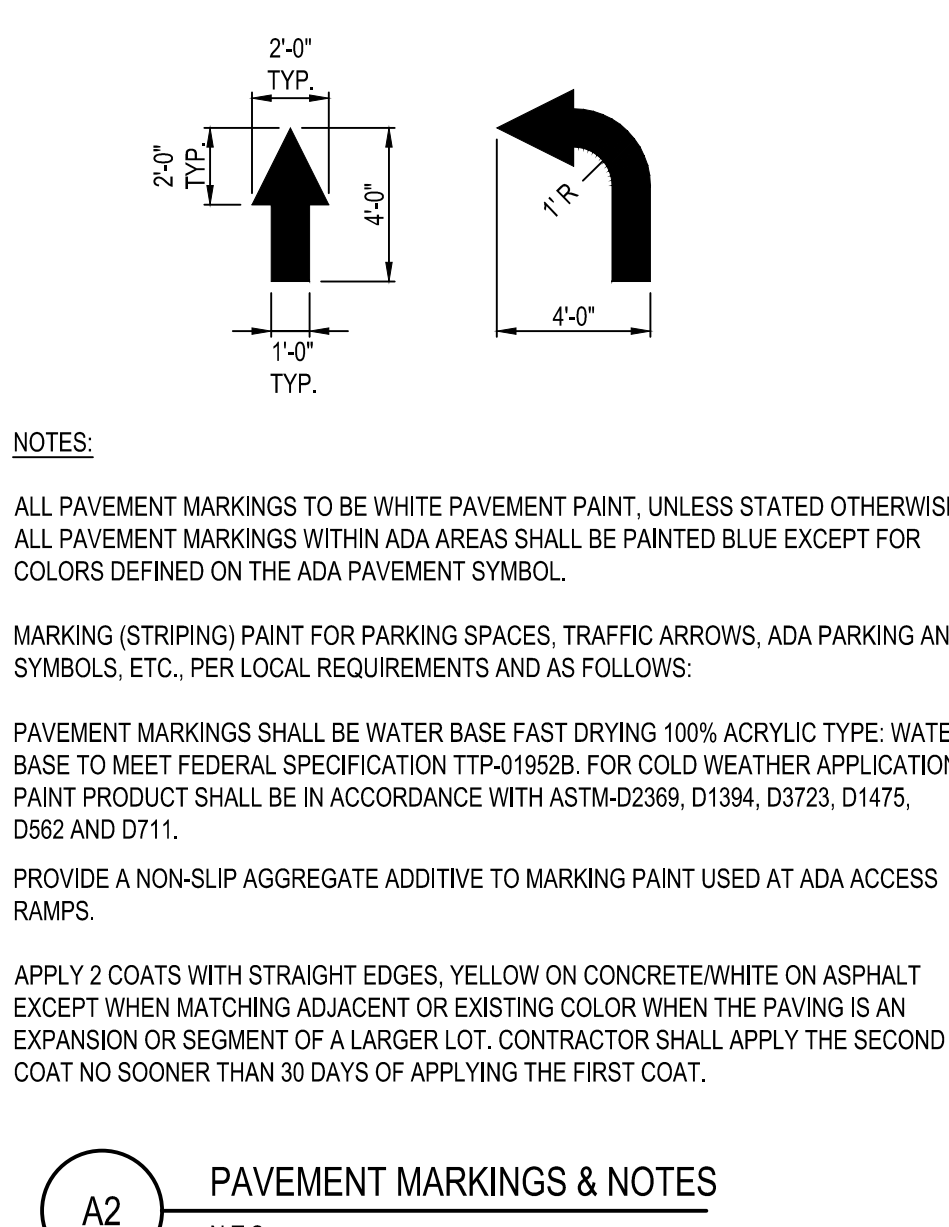 2'-0"
TYP.
2'-0"
TYP.
4'-0"
1'-0"
TYP.
1' R
4'-0"
NOTES:
ALL PAVEMENT MARKINGS TO BE WHITE PAVEMENT PAINT, UNLESS STATED
ALL PAVEMENT MARKINGS WITHIN ADA AREAS SHALL BE PAINTED BLUE EXCEPT FOR
COLORS DEFINED ON THE ADA PAVEMENT SYMBOL.
MARKING (STRIPING) PAINT FOR PARKING SPACES, TRAFFIC ARROWS, ADA PARKING
SYMBOLS, ETC., PER LOCAL REQUIREMENTS AND AS FOLLOWS:
PAVEMENT MARKINGS SHALL BE WATER BASE FAST DRYING 100% ACRYLIC TYPE:
BASE TO MEET FEDERAL SPECIFICATION TTP-01952B. FOR COLD WEATHER
PAINT PRODUCT SHALL BE IN ACCORDANCE WITH ASTM-D2369, D1394, D3723, D1475,
D562 AND D711.
PROVIDE A NON-SLIP AGGREGATE ADDITIVE TO MARKING PAINT USED AT ADA ACCESS
RAMPS.
APPLY 2 COATS WITH STRAIGHT EDGES, YELLOW ON CONCRETE/WHITE ON ASPHALT
EXCEPT WHEN MATCHING ADJACENT OR EXISTING COLOR WHEN THE PAVING IS AN
EXPANSION OR SEGMENT OF A LARGER LOT. CONTRACTOR SHALL APPLY THE SECOND
COAT NO SOONER THAN 30 DAYS OF APPLYING THE FIRST COAT.
A2
PAVEMENT MARKINGS & NOTES